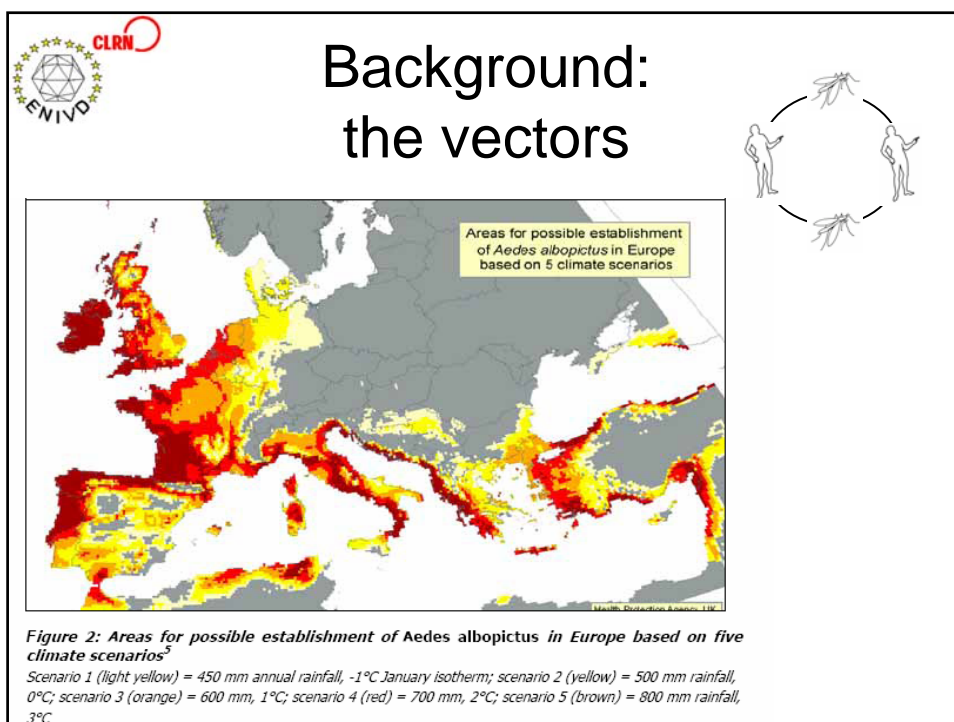 CLRN
ENIVD
Background:
the vectors
Areas for possible establishment
of Aedes albopictus in Europe
based on 5 climate scenarios
Health Protection Agency, UK
Figure 2: Areas for possible establishment of Aedes albopictus in Europe based on five
climate scenarios5
Scenario 1 (light yellow) = 450 mm annual rainfall, -1°C January isotherm; scenario 2 (yellow) = 500 mm rainfall,
0°C; scenario 3 (orange) = 600 mm, 1°C; scenario 4 (red) = 700 mm, 2°C; scenario 5 (brown) = 800 mm rainfall,
3°C